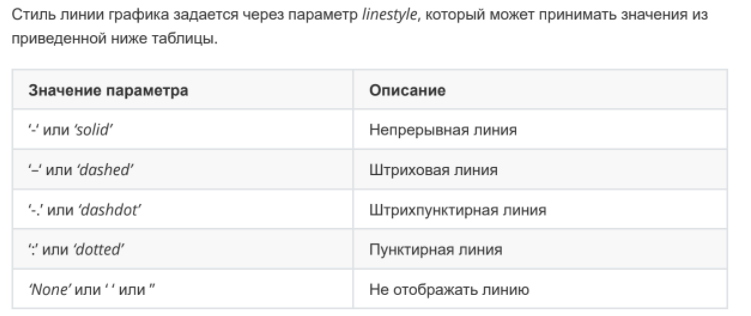 Стиль линии графика задается через параметр linestyle, который может принимать значения из
приведенной ниже таблицы.
Значение параметра Описание
‘-‘ или ‘solid’ Непрерывная линия
‘–‘ или ‘dashed’ Штриховая линия
‘-.’ или ‘dashdot’ Штрихпунктирная линия
‘:’ или ‘dotted’ Пунктирная линия
‘None’ или ‘ ‘ или ” Не отображать линию